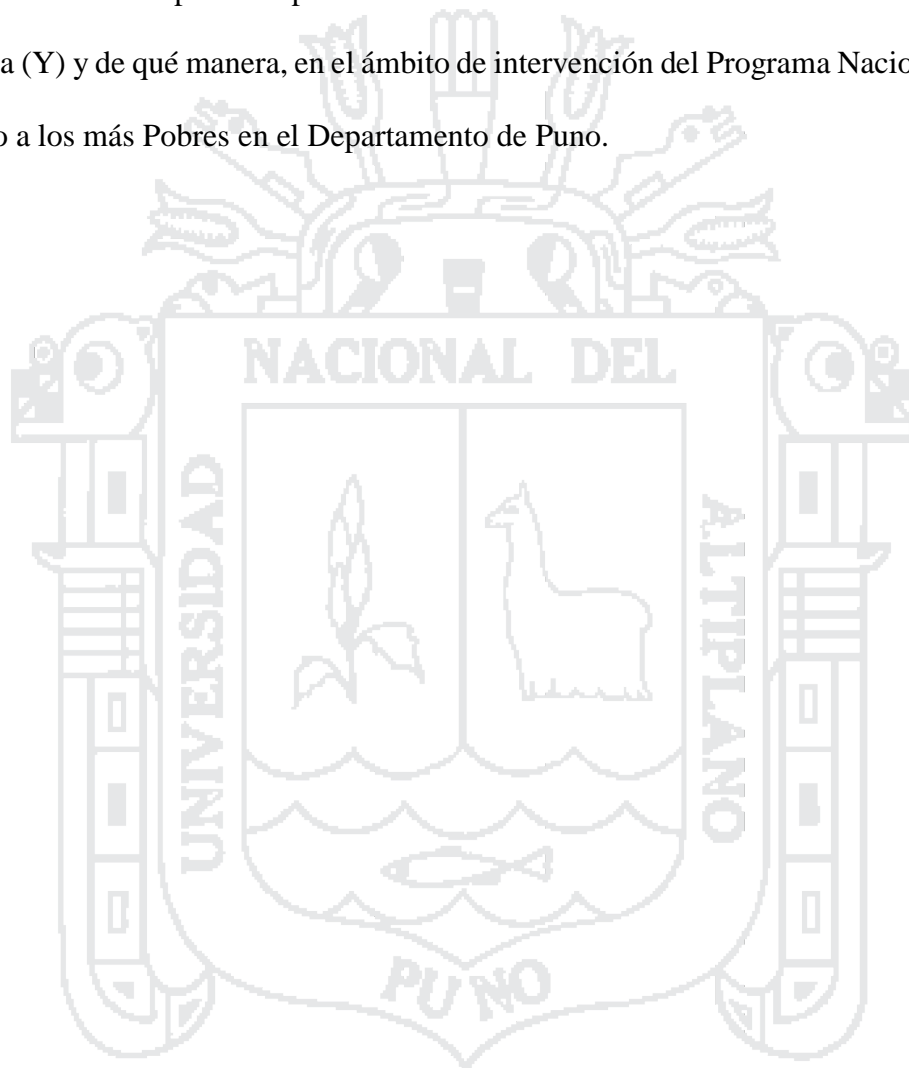 a (Y) y de qué manera, en el ámbito de intervención del Programa Nacio
o a los más Pobres en el Departamento de Puno.
NACIONAL DEL
UNIVERSIDAD
ALTIPLANO
PUNO